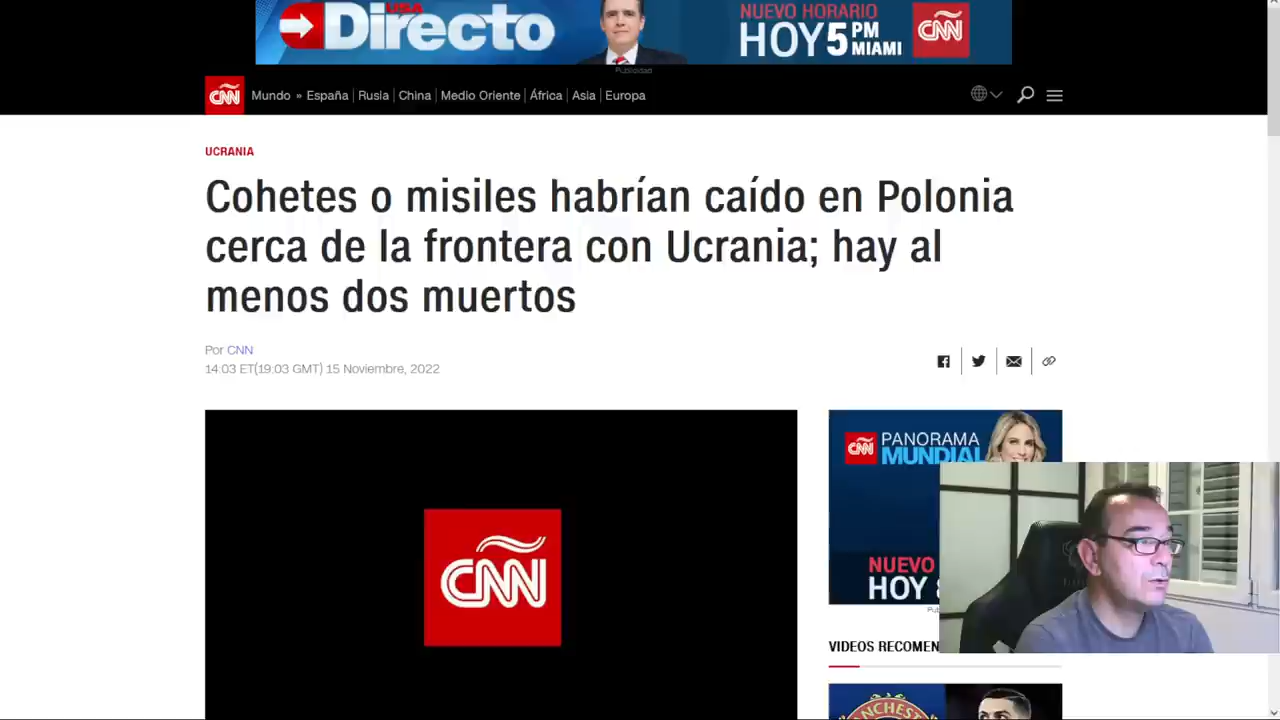 USA
Directo
NUEVO HORARIO
HOY 5 PM MIAMI
CNN
Publicidad
CNN
Mundo » España Rusia China Medio Oriente África Asia Europa
UCRANIA
Cohetes o misiles habrían caído en Polonia
cerca de la frontera con Ucrania; hay al
menos dos muertos
Por CNN
14:03 ET(19:03 GMT) 15 Noviembre, 2022
CNN
CNN
PANORAMA
MUNDIAL
NUEVO
HOY
VIDEOS RECOMEN